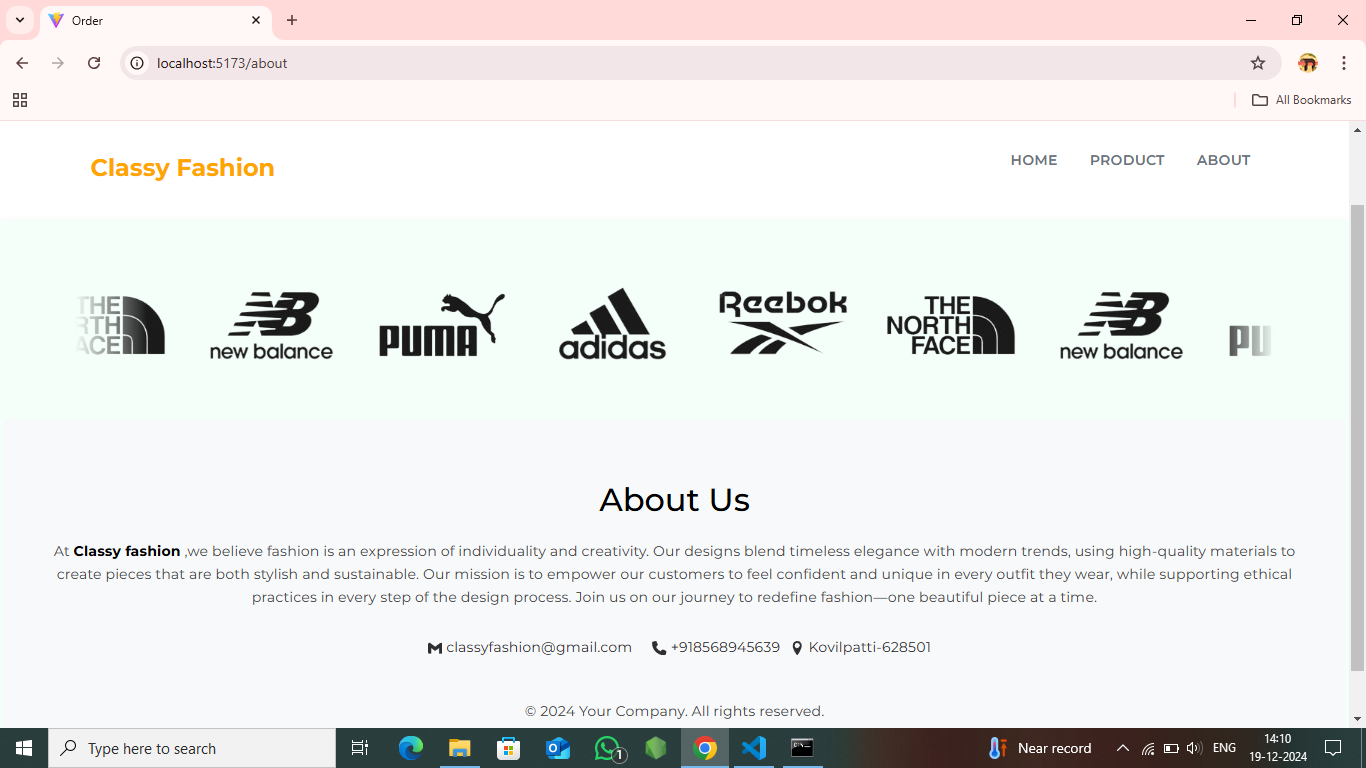 Order
localhost:5173/about
All Bookmarks
Classy Fashion
HOME PRODUCT ABOUT
THE NORTH FACE
new balance
PUMA
adidas
Reebok
THE NORTH FACE
new balance
PU
About Us
At Classy fashion ,we believe fashion is an expression of individuality and creativity. Our designs blend timeless elegance with modern trends, using high-quality materials to
create pieces that are both stylish and sustainable. Our mission is to empower our customers to feel confident and unique in every outfit they wear, while supporting ethical
practices in every step of the design process. Join us on our journey to redefine fashion—one beautiful piece at a time.
classyfashion@gmail.com +918568945639 Kovilpatti-628501
© 2024 Your Company. All rights reserved.
Type here to search
1
Near record
ENG
14:10
19-12-2024